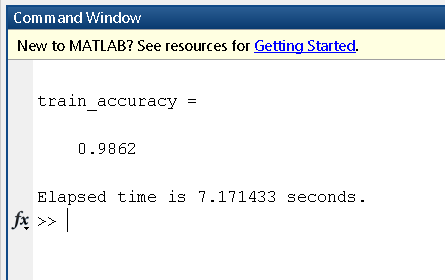 Command Window
New to MATLAB? See resources for Getting Started.
train_accuracy =
0.9862
Elapsed time is 7.171433 seconds.
fx >>